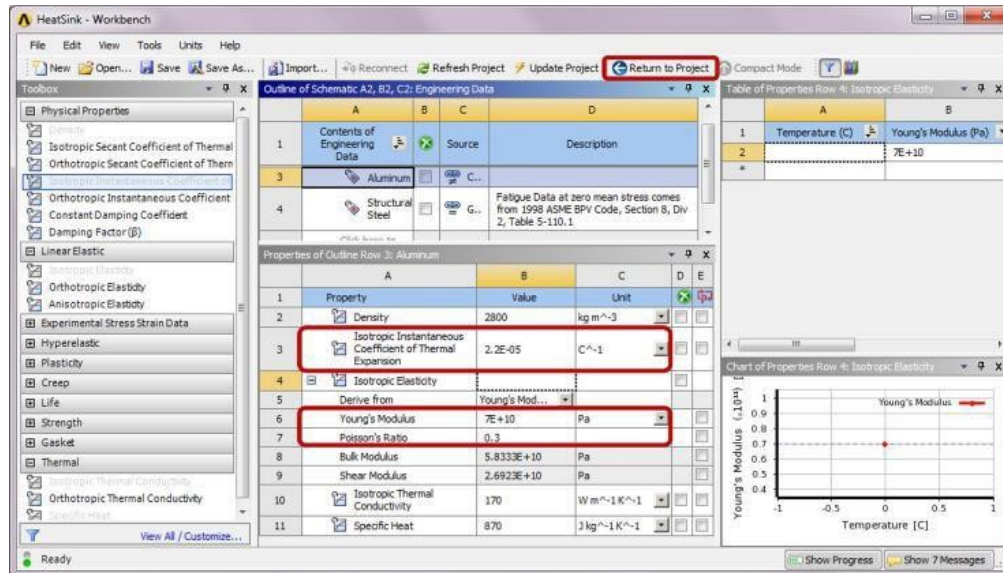 HeatSink - Workbench
File Edit View Tools Units Help
New Open... Save Save As... Import... Reconnect Refresh Project Update Project Return to Project Compact Mode
Toolbox
Physical Properties
Density
Isotropic Secant Coefficient of Thermal
Orthotropic Secant Coefficient of Therm
Isotropic Instantaneous Coefficient of
Orthotropic Instantaneous Coefficient
Constant Damping Coefficient
Damping Factor (β)
Linear Elastic
Isotropic Elasticity
Orthotropic Elasticity
Anisotropic Elasticity
Experimental Stress Strain Data
Hyperelastic
Plasticity
Creep
Life
Strength
Gasket
Thermal
Isotropic Thermal Conductivity
Orthotropic Thermal Conductivity
Specific Heat
View All / Customize...
Outline of Schematic A2, B2, C2: Engineering Data
A B C D
1 Contents of Engineering Data Source Description
3 Aluminum C...
4 Structural Steel G.. Fatigue Data at zero mean stress comes
from 1998 ASME BPV Code, Section 8, Div
2, Table 5-110.1
Click here to
Properties of Outline Row 3: Aluminum
A B C D E
1 Property Value Unit
2 Density 2800 kg m^-3
3 Isotropic Instantaneous Coefficient of Thermal Expansion 2.2E-05 C^-1
4 Isotropic Elasticity
5 Derive from Young's Mod...
6 Young's Modulus 7E+10 Pa
7 Poisson's Ratio 0.3
8 Bulk Modulus 5.8333E+10 Pa
9 Shear Modulus 2.6923E+10 Pa
10 Isotropic Thermal Conductivity 170 W m^-1 K^-1
11 Specific Heat 870 J kg^-1 K^-1
Table of Properties Row 4: Isotropic Elasticity
A B
1 Temperature (C) Young's Modulus (Pa)
2 7E+10
*
Chart of Properties Row 4: Isotropic Elasticity
Young's Modulus
Young's Modulus (.10¹¹) [
1
0.9
0.8
0.7
0.6
0.5
0.4
-1 -0.5 0 0.5 1
Temperature [C]
Ready
Show Progress Show 7 Messages